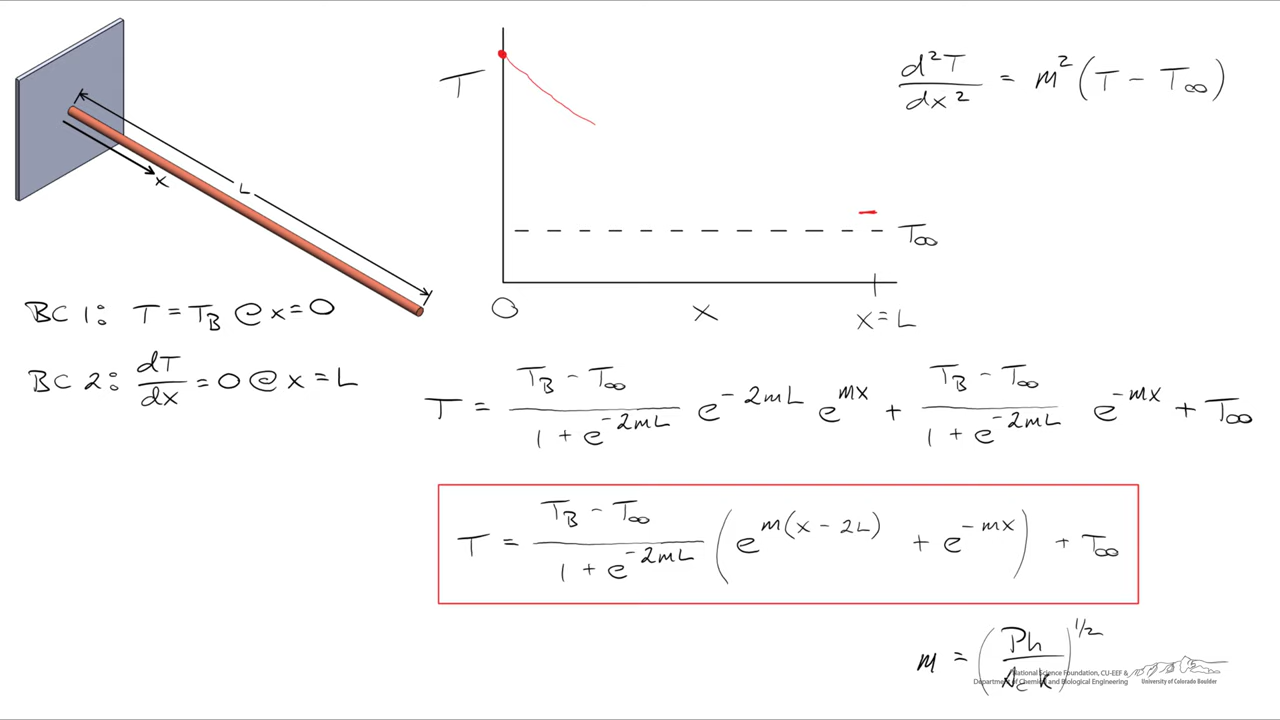 d²T/dx² = m² (T - T∞)
T
L
x
T∞
0
x
x = L
BC 1: T = T_B @ x = 0
BC 2: dT/dx = 0 @ x = L
T = (T_B - T∞)/(1 + e^(-2mL)) e^(-2mL) e^(mx) + (T_B - T∞)/(1 + e^(-2mL)) e^(-mx) + T∞
T = (T_B - T∞)/(1 + e^(-2mL)) (e^(m(x - 2L)) + e^(-mx)) + T∞
m = (Ph/A_c k)^(1/2)
National Science Foundation, CU-EEF &
Department of Chemical and Biological Engineering
University of Colorado Boulder